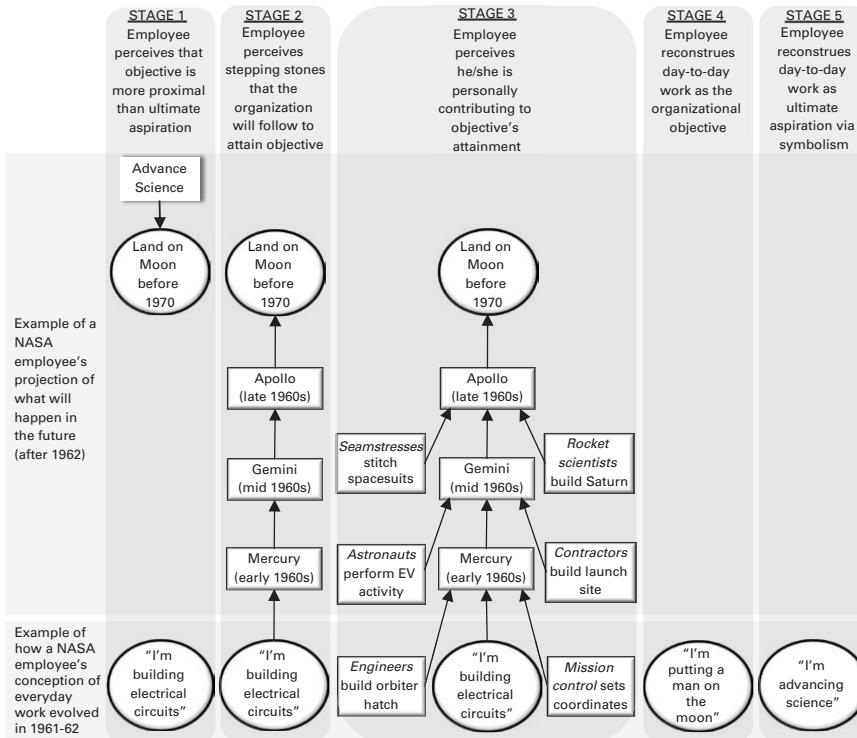 STAGE 1
Employee
perceives that
objective is
more proximal
than ultimate
aspiration
STAGE 2
Employee
perceives
stepping stones
that the
organization
will follow to
attain objective
STAGE 3
Employee
perceives
he/she is
personally
contributing to
objective's
attainment
STAGE 4
Employee
reconstrues
day-to-day
work as the
organizational
objective
STAGE 5
Employee
reconstrues
day-to-day
work as
ultimate
aspiration via
symbolism
Example of a
NASA
employee's
projection of
what will
happen in
the future
(after 1962)
Advance
Science
Land on
Moon
before
1970
Land on
Moon
before
1970
Apollo
(late 1960s)
Gemini
(mid 1960s)
Mercury
(early 1960s)
Land on
Moon
before
1970
Apollo
(late 1960s)
Seamstresses
stitch
spacesuits
Gemini
(mid 1960s)
Rocket
scientists
build Saturn
Astronauts
perform EV
activity
Mercury
(early 1960s)
Contractors
build launch
site
Example of
how a NASA
employee's
conception of
everyday
work evolved
in 1961-62
"I'm
building
electrical
circuits"
"I'm
building
electrical
circuits"
Engineers
build orbiter
hatch
"I'm
building
electrical
circuits"
Mission
control sets
coordinates
"I'm
putting a
man on
the
moon"
"I'm
advancing
science"